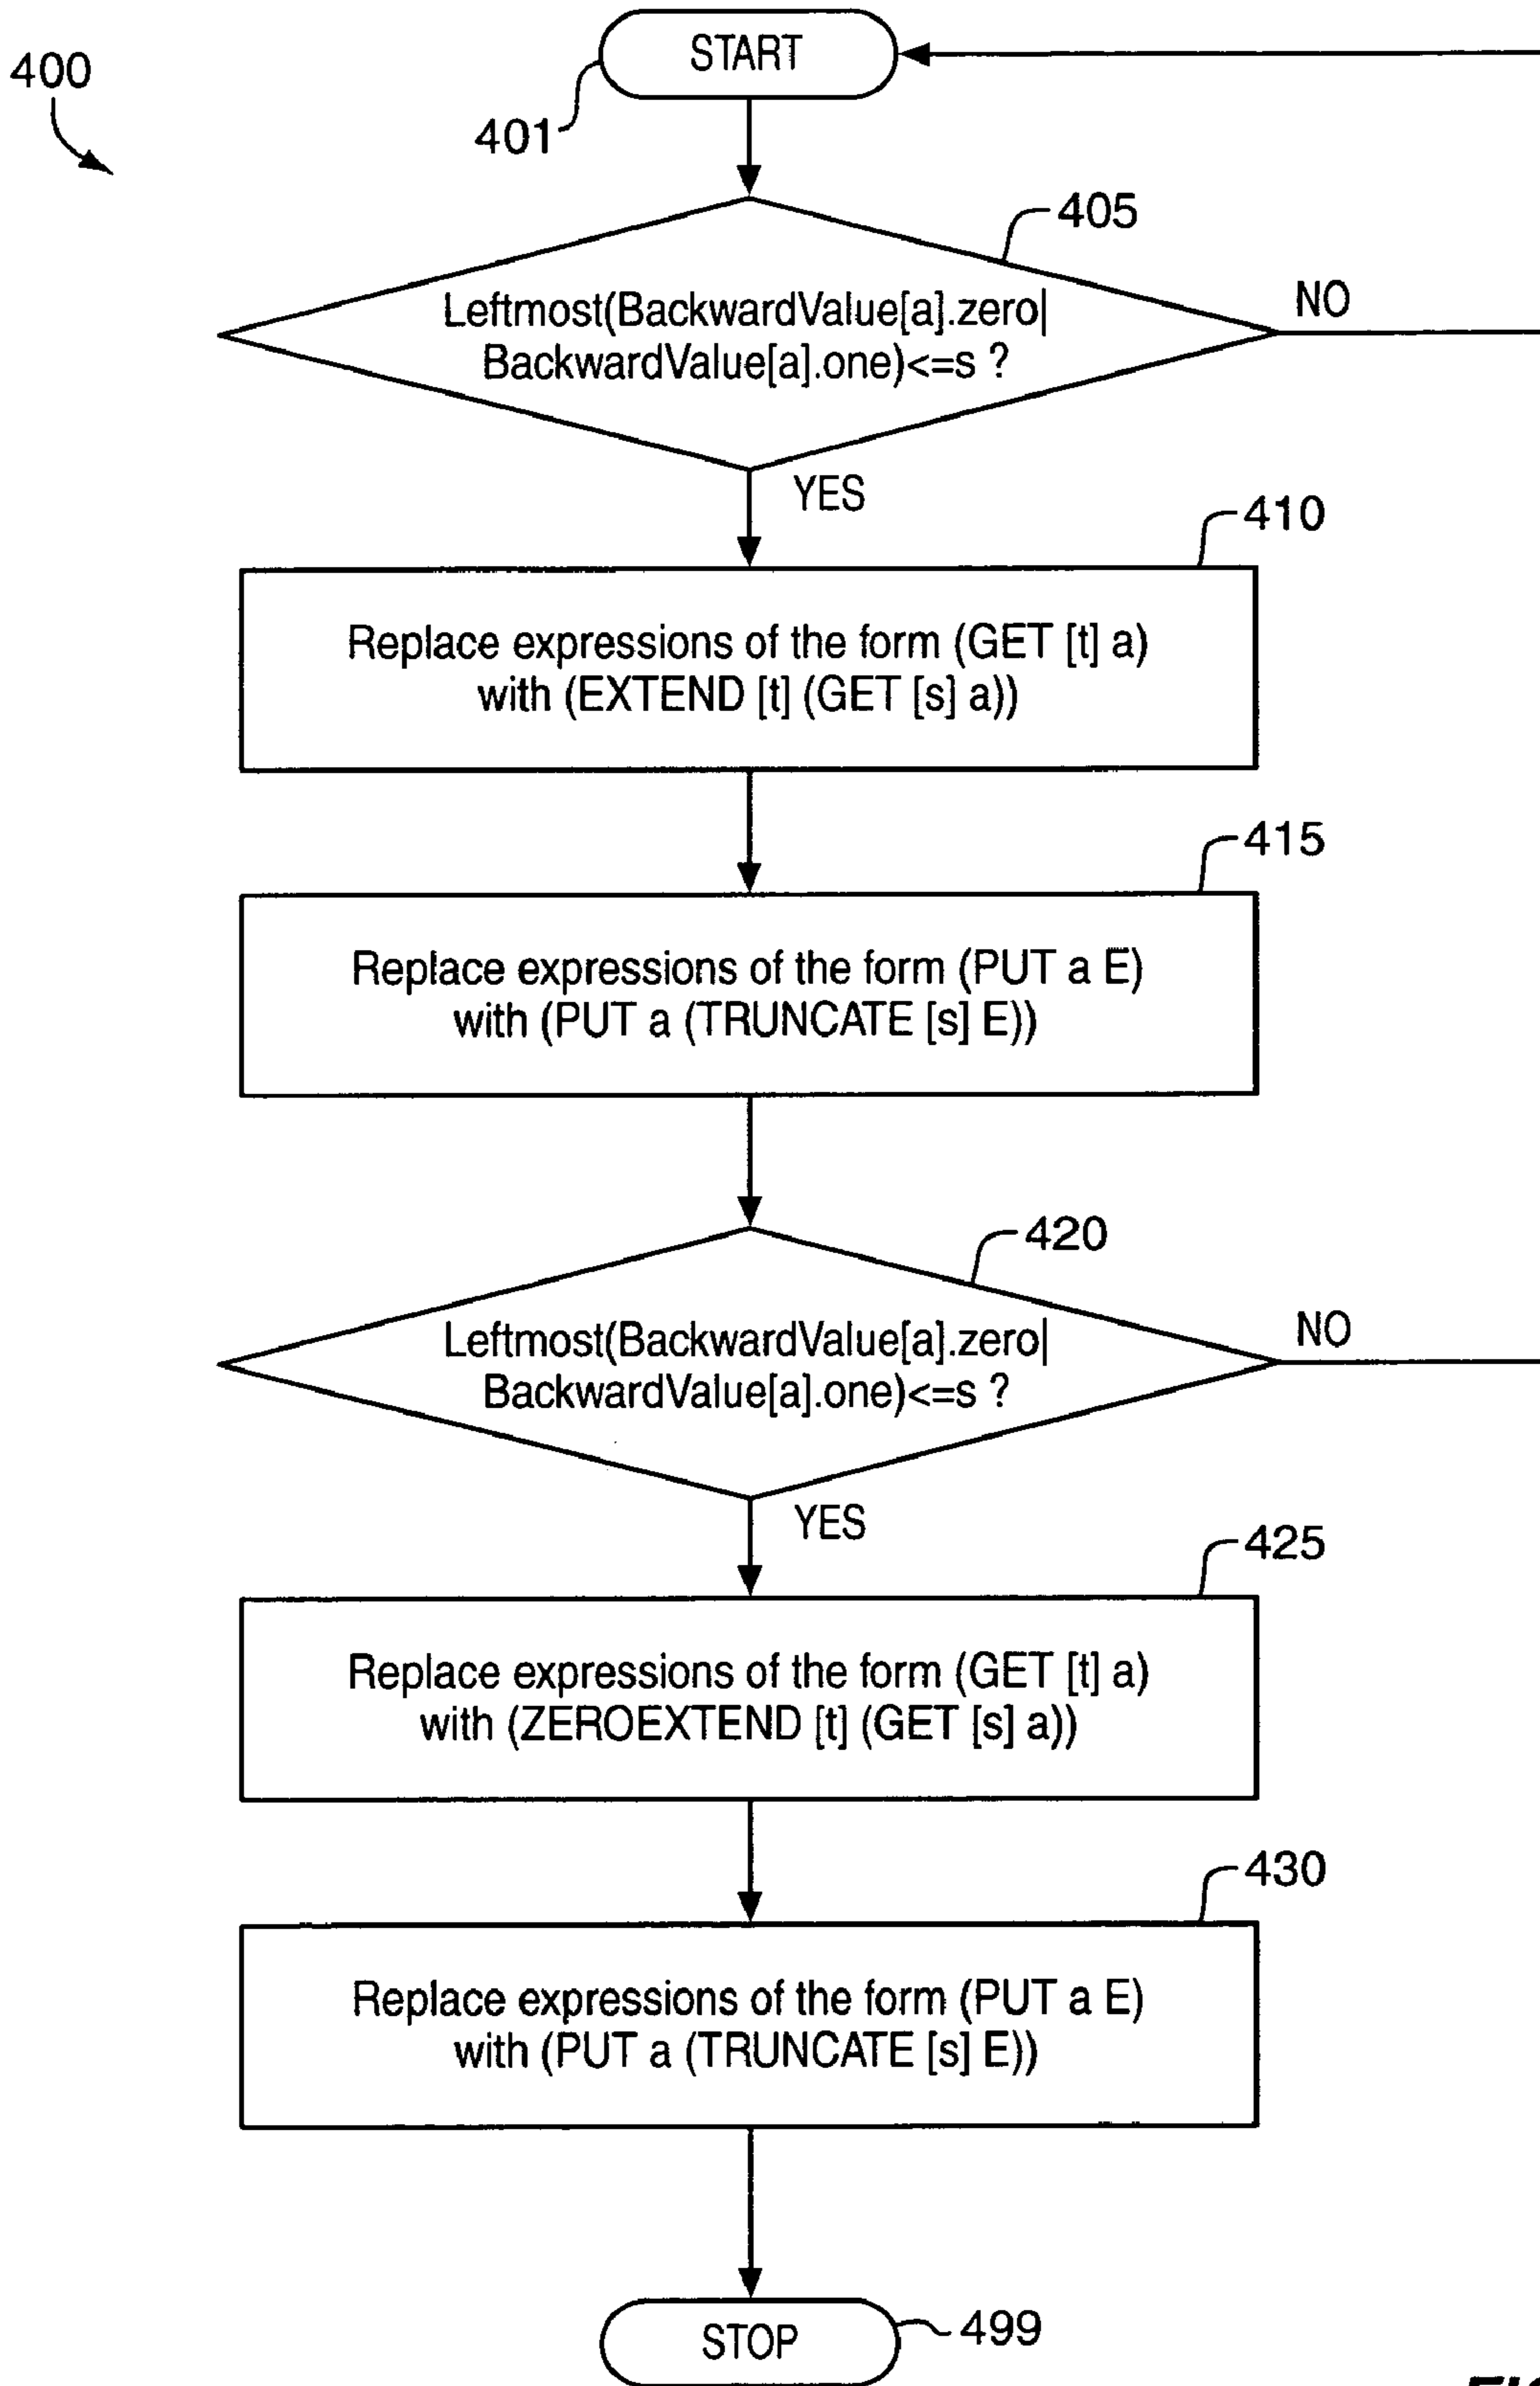 400
START
401
405
Leftmost(BackwardValue[a].zero|
BackwardValue[a].one)<=s ?
NO
YES
410
Replace expressions of the form (GET [t] a)
with (EXTEND [t] (GET [s] a))
415
Replace expressions of the form (PUT a E)
with (PUT a (TRUNCATE [s] E))
420
Leftmost(BackwardValue[a].zero|
BackwardValue[a].one)<=s ?
NO
YES
425
Replace expressions of the form (GET [t] a)
with (ZEROEXTEND [t] (GET [s] a))
430
Replace expressions of the form (PUT a E)
with (PUT a (TRUNCATE [s] E))
STOP
499